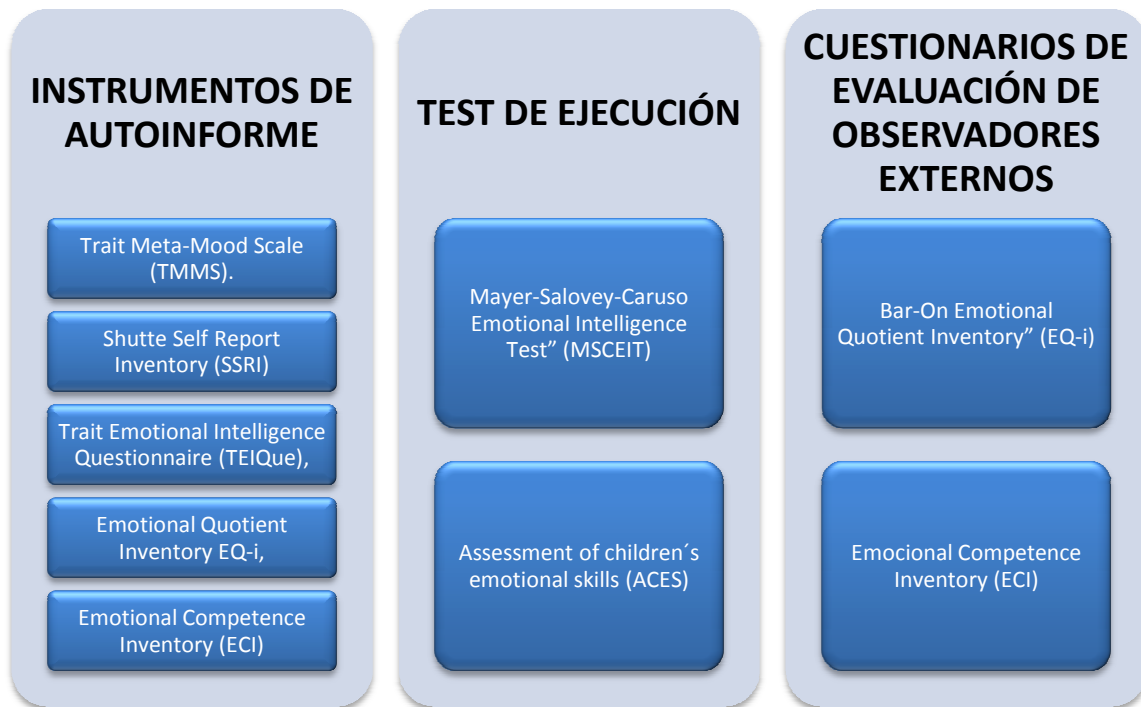 INSTRUMENTOS DE
AUTOINFORME
Trait Meta-Mood Scale
(TMMS).
Shutte Self Report
Inventory (SSRI)
Trait Emotional Intelligence
Questionnaire (TEIQue),
Emotional Quotient
Inventory EQ-i,
Emotional Competence
Inventory (ECI)
TEST DE EJECUCIÓN
Mayer-Salovey-Caruso
Emotional Intelligence
Test” (MSCEIT)
Assessment of children´s
emotional skills (ACES)
CUESTIONARIOS DE
EVALUACIÓN DE
OBSERVADORES
EXTERNOS
Bar-On Emotional
Quotient Inventory” (EQ-i)
Emocional Competence
Inventory (ECI)